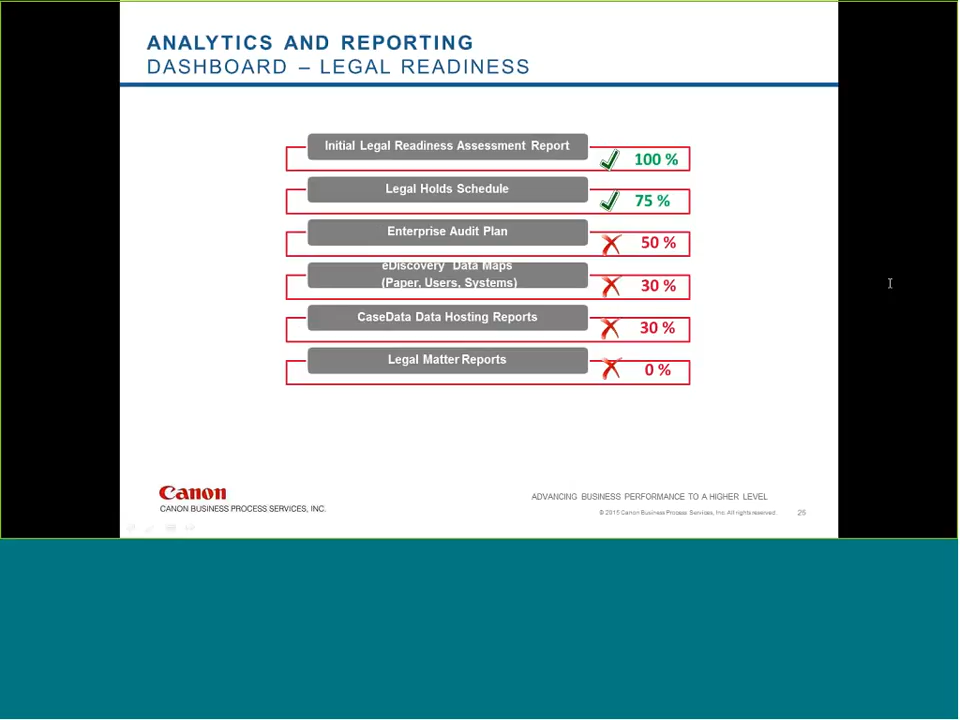 ANALYTICS AND REPORTING
DASHBOARD – LEGAL READINESS
Initial Legal Readiness Assessment Report
100 %
Legal Holds Schedule
75 %
Enterprise Audit Plan
50 %
eDiscovery Data Maps
(Paper, Users, Systems)
30 %
CaseData Data Hosting Reports
30 %
Legal Matter Reports
0 %
Canon
CANON BUSINESS PROCESS SERVICES, INC.
ADVANCING BUSINESS PERFORMANCE TO A HIGHER LEVEL
© 2015 Canon Business Process Services, Inc. All rights reserved.
25